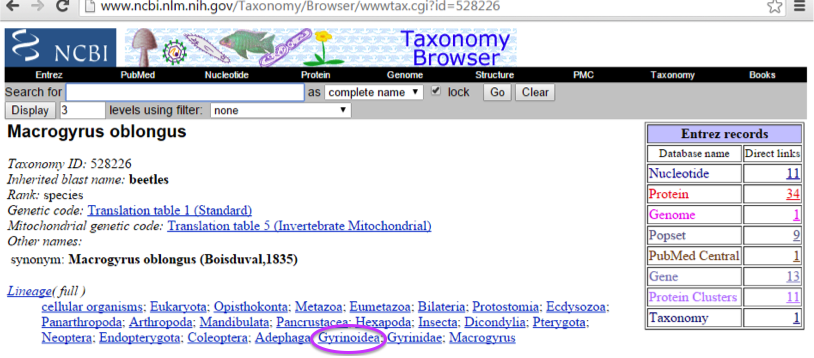 www.ncbi.nlm.nih.gov/Taxonomy/Browser/wwwtax.cgi?id=528226
NCBI
Taxonomy
Browser
Entrez PubMed Nucleotide Protein Genome Structure PMC Taxonomy Books
Search for as complete name lock Go Clear
Display 3 levels using filter: none
Macrogyrus oblongus
Taxonomy ID: 528226
Inherited blast name: beetles
Rank: species
Genetic code: Translation table 1 (Standard)
Mitochondrial genetic code: Translation table 5 (Invertebrate Mitochondrial)
Other names:
synonym: Macrogyrus oblongus (Boisduval,1835)
Lineage( full )
cellular organisms; Eukaryota; Opisthokonta; Metazoa; Eumetazoa; Bilateria; Protostomia; Ecdysozoa;
Panarthropoda; Arthropoda; Mandibulata; Pancrustacea; Hexapoda; Insecta; Dicondylia; Pterygota;
Neoptera; Endopterygota; Coleoptera; Adephaga; Gyrinoidea; Gyrinidae; Macrogyrus
Entrez records
Database name Direct links
Nucleotide 11
Protein 34
Genome 1
Popset 9
PubMed Central 1
Gene 13
Protein Clusters 11
Taxonomy 1